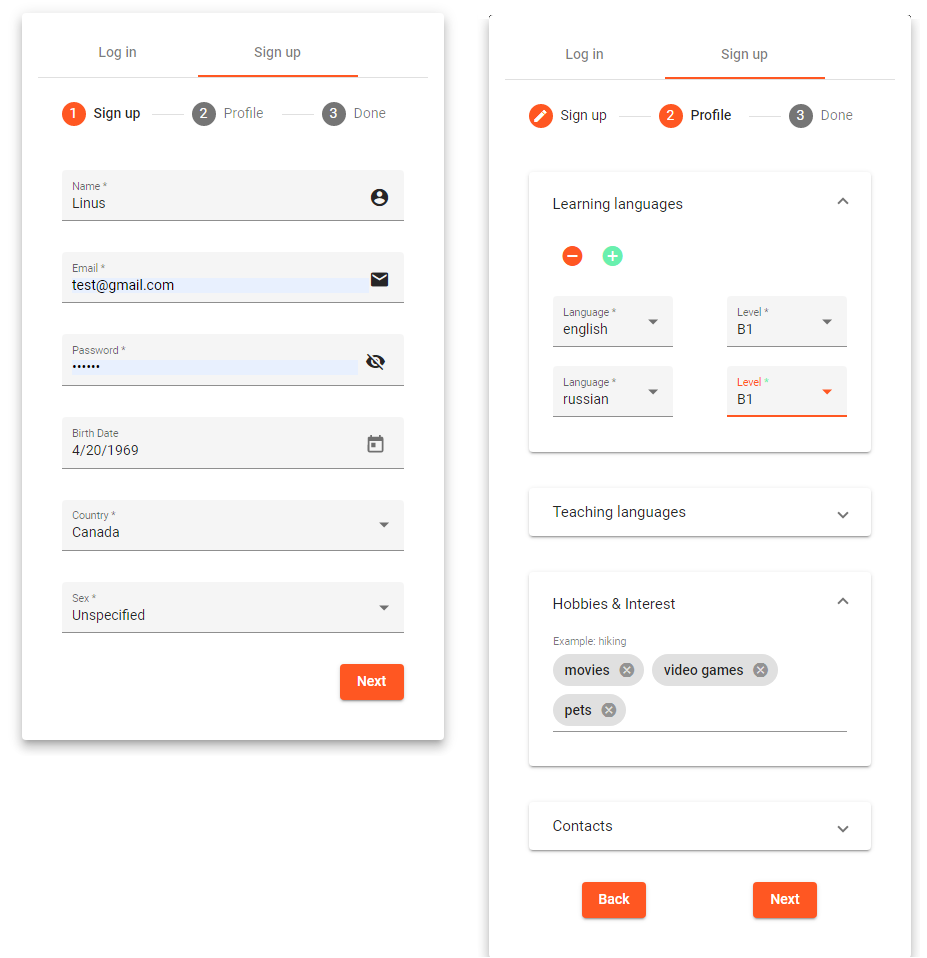 Log in Sign up
1 Sign up 2 Profile 3 Done
Name *
Linus
Email *
test@gmail.com
Password *
••••••
Birth Date
4/20/1969
Country *
Canada
Sex *
Unspecified
Next
Log in Sign up
Sign up 2 Profile 3 Done
Learning languages
Language * Level *
english B1
Language * Level *
russian B1
Teaching languages
Hobbies & Interest
Example: hiking
movies video games
pets
Contacts
Back Next